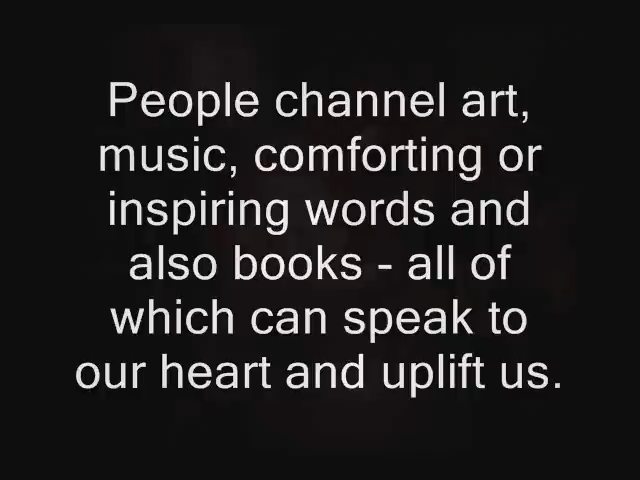 People channel art,
music, comforting or
inspiring words and
also books - all of
which can speak to
our heart and uplift us.